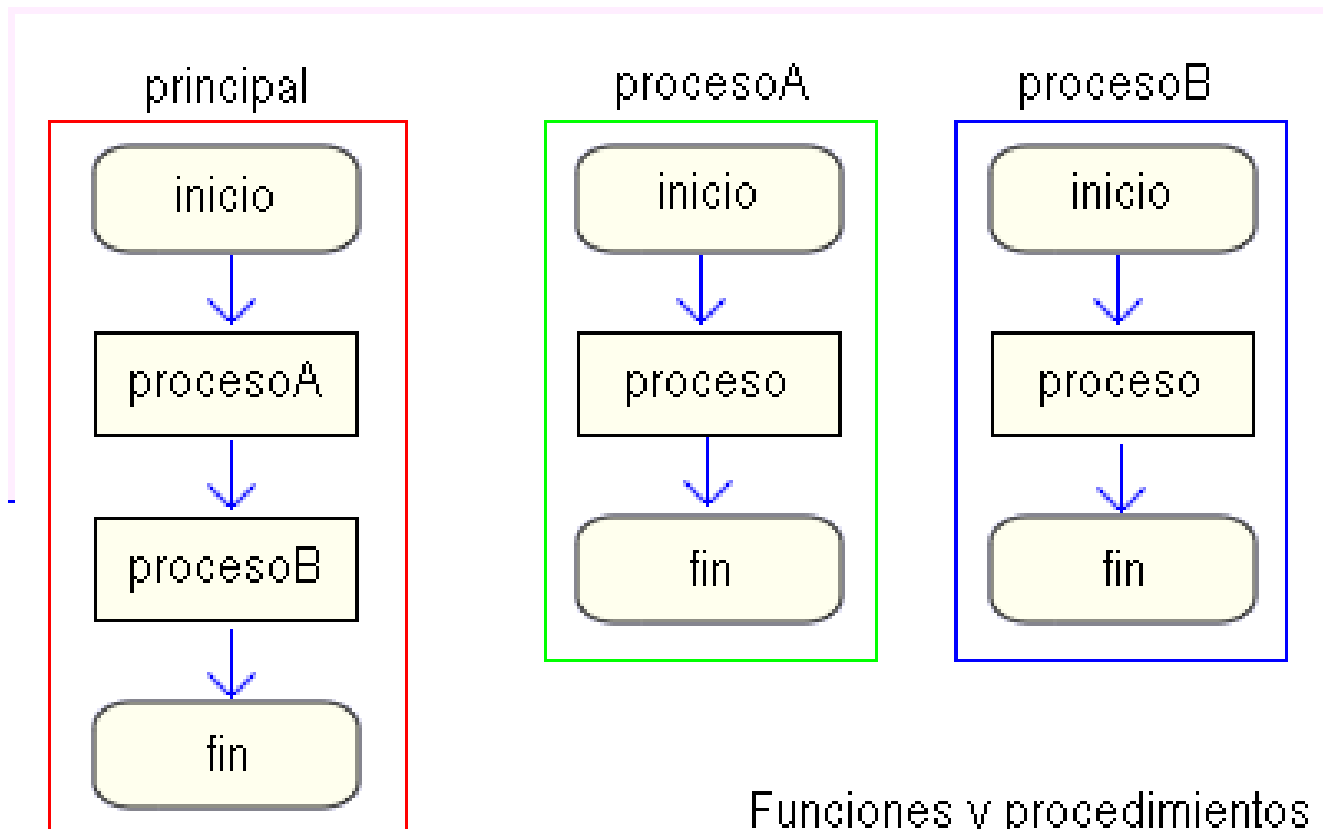 principal
inicio
procesoA
procesoB
fin
procesoA
inicio
proceso
fin
procesoB
inicio
proceso
fin
Funciones y procedimientos